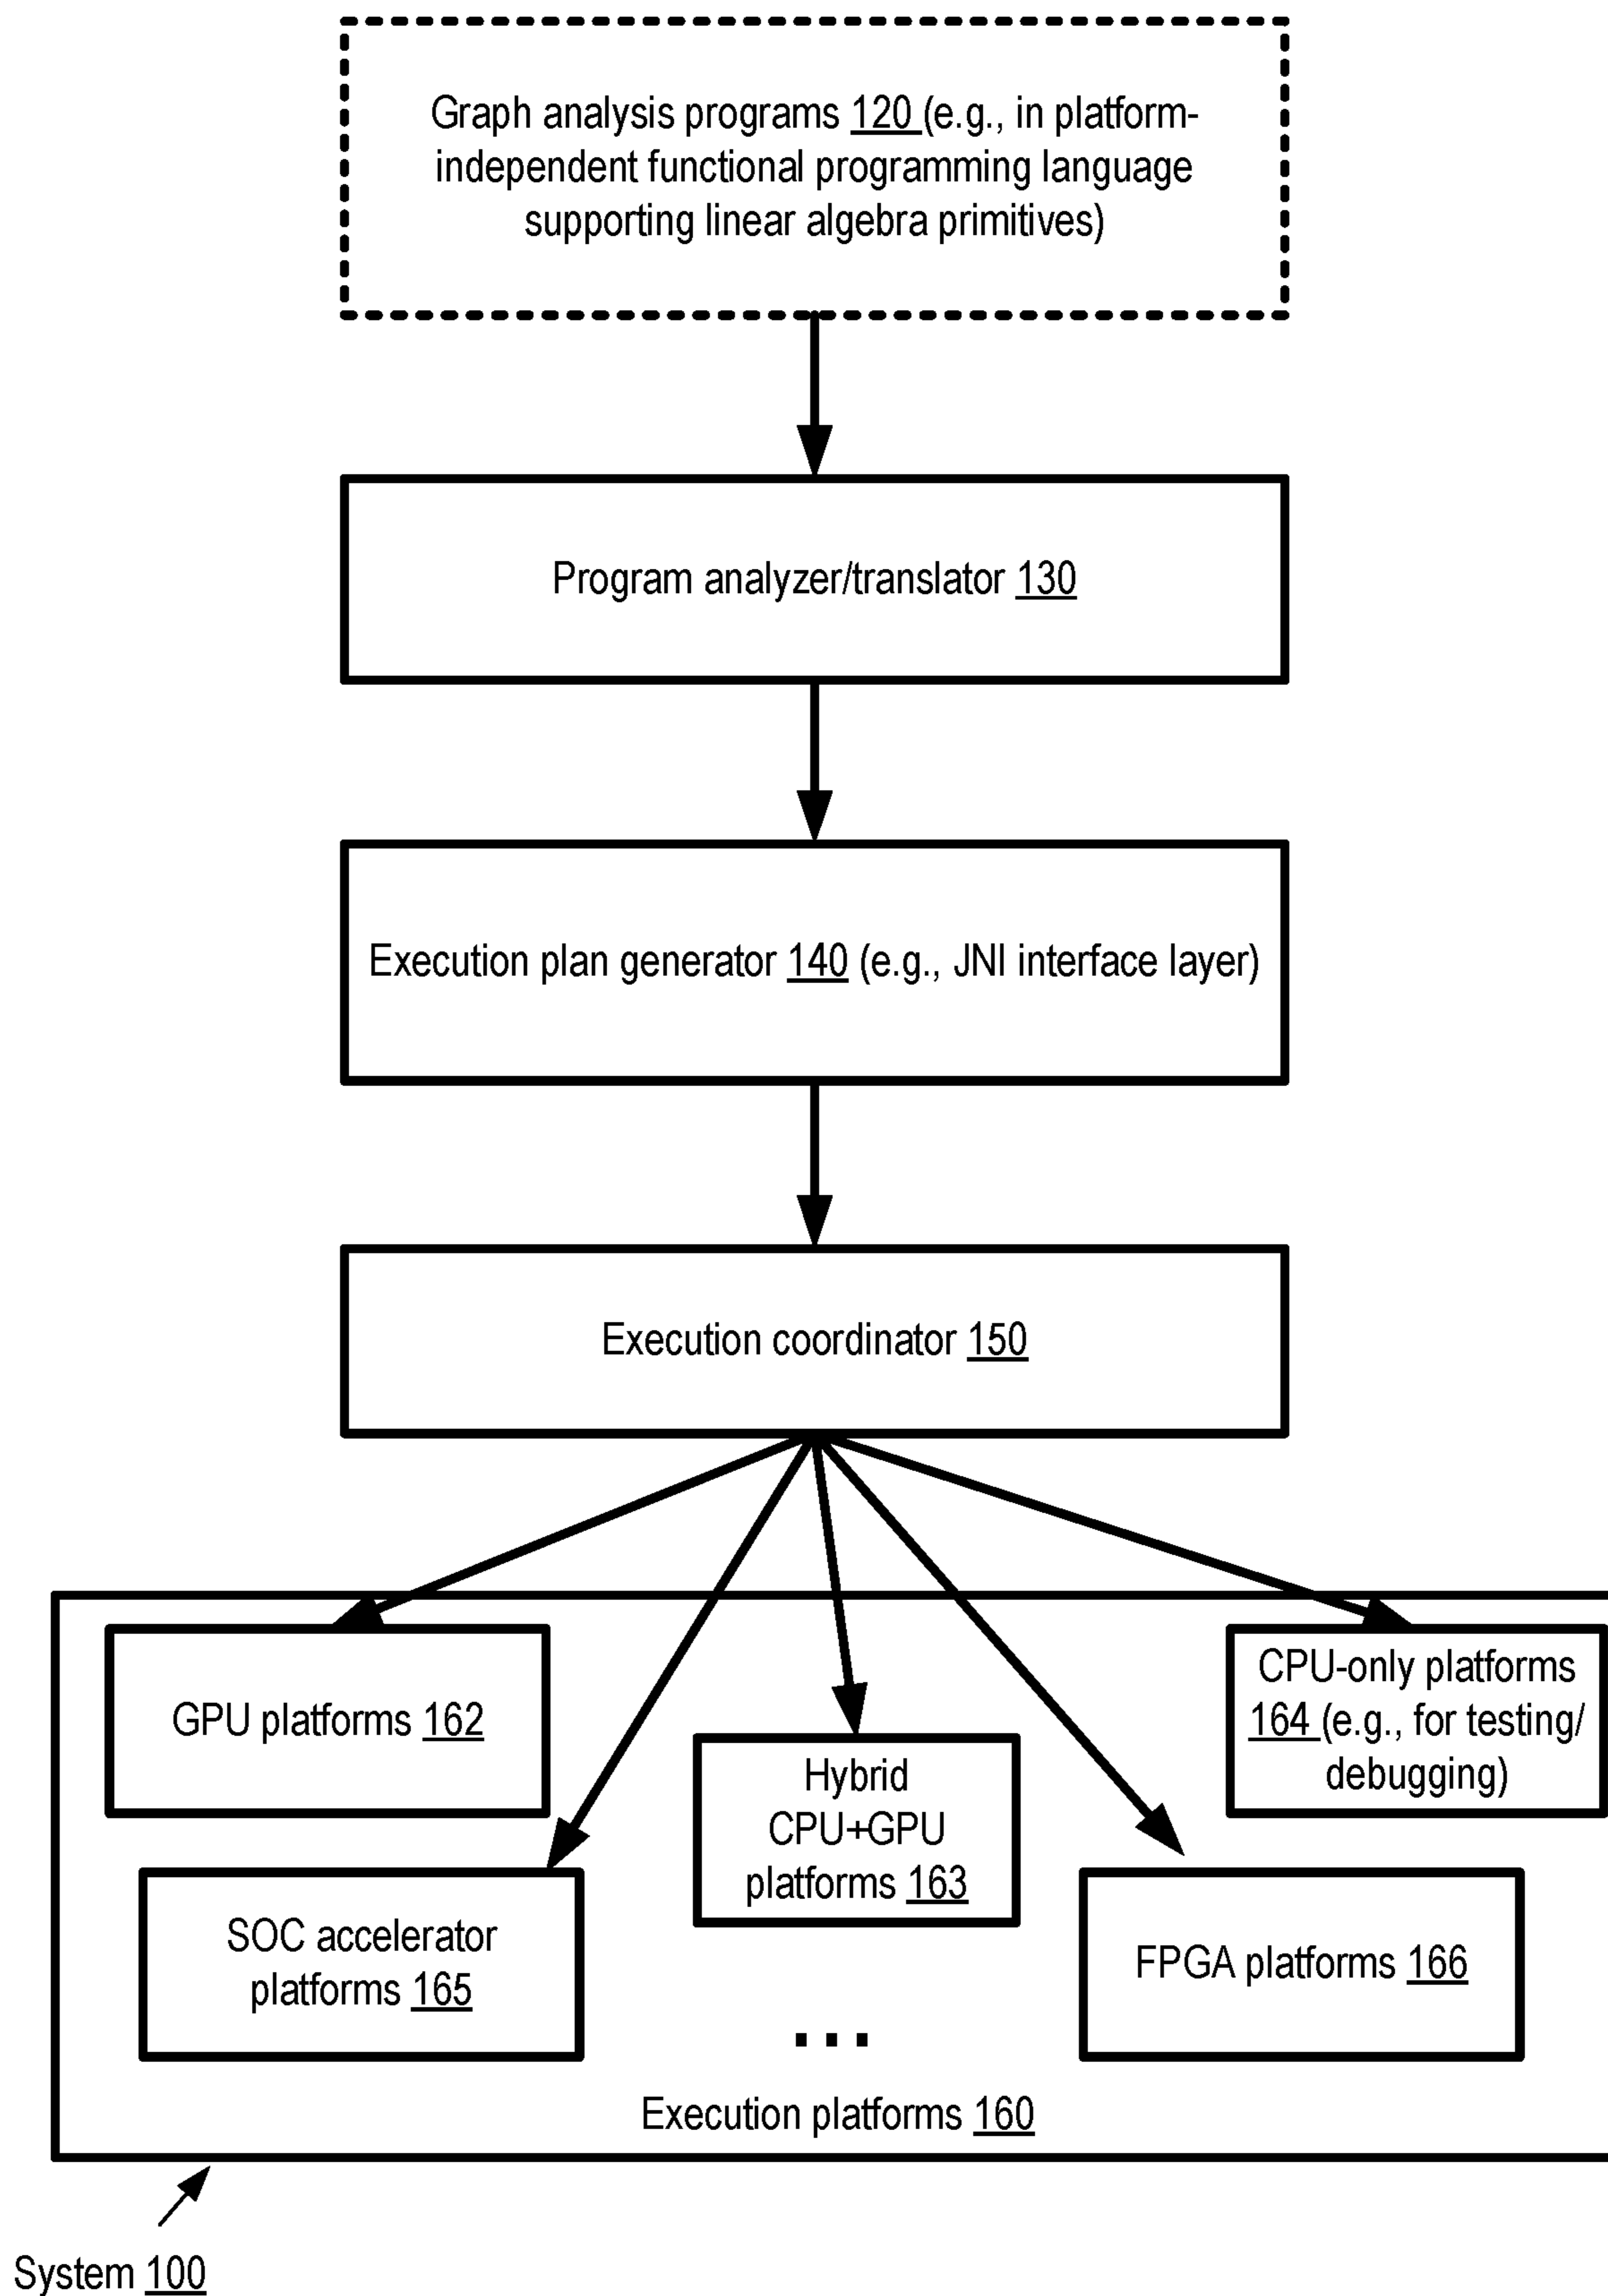 Graph analysis programs 120 (e.g., in platform-
independent functional programming language
supporting linear algebra primitives)
Program analyzer/translator 130
Execution plan generator 140 (e.g., JNI interface layer)
Execution coordinator 150
GPU platforms 162
CPU-only platforms
164 (e.g., for testing/
debugging)
Hybrid
CPU+GPU
platforms 163
SOC accelerator
platforms 165
FPGA platforms 166
...
Execution platforms 160
System 100